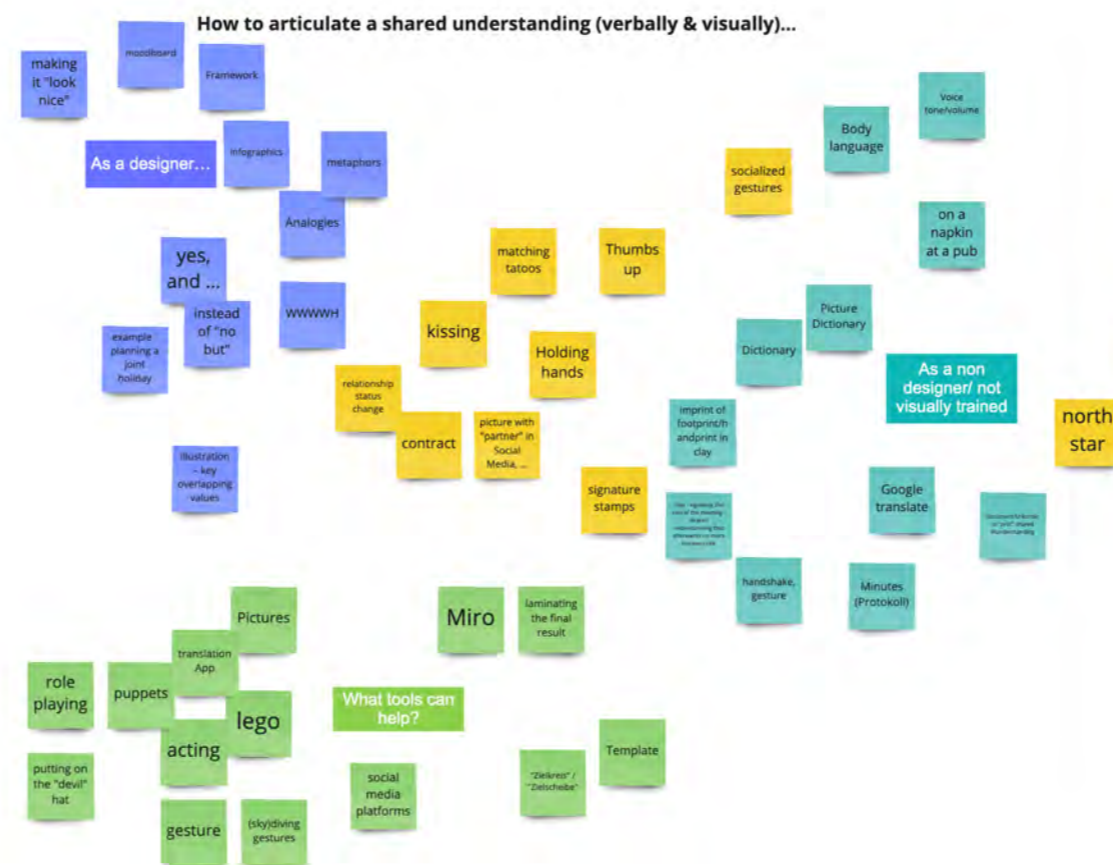 How to articulate a shared understanding (verbally & visually)...
making
it "look
nice"
moodboard
Framework
As a designer...
infographics
metaphors
Analogies
yes,
and ...
instead
of "no
but"
WWWWH
example
planning a
joint
holiday
illustration
– key
overlapping
values
matching
tatoos
Thumbs
up
kissing
Holding
hands
relationship
status
change
contract
picture with
"partner" in
Social
Media, ...
signature
stamps
socialized
gestures
Body
language
Voice
tone/volume
on a
napkin
at a pub
Picture
Dictionary
Dictionary
As a non
designer/ not
visually trained
north
star
imprint of
footprint/h
andprint in
clay
Google
translate
handshake,
gesture
Minutes
(Protokoll)
Pictures
translation
App
role
playing
puppets
lego
acting
putting on
the "devil"
hat
gesture
(sky)diving
gestures
Miro
laminating
the final
result
What tools can
help?
social
media
platforms
"Zielkreis" /
"Zielscheibe"
Template